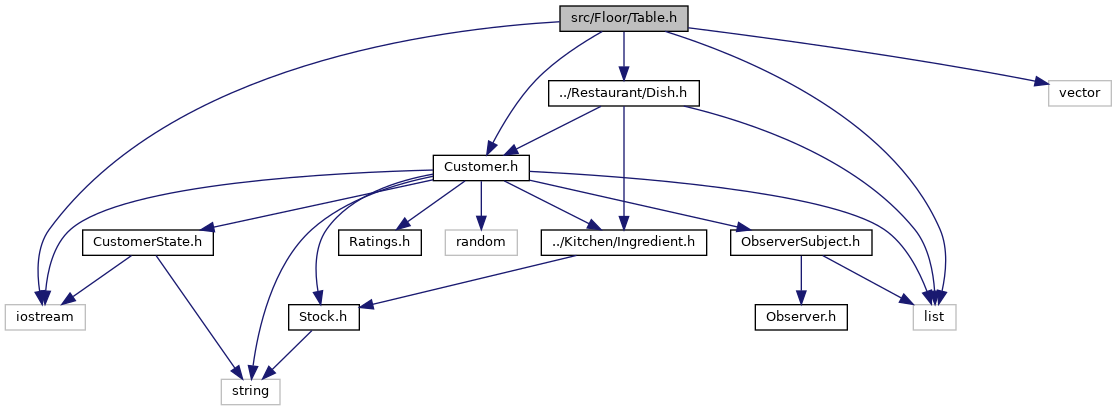 src/Floor/Table.h
../Restaurant/Dish.h
vector
Customer.h
CustomerState.h
Ratings.h
random
../Kitchen/Ingredient.h
ObserverSubject.h
iostream
Stock.h
Observer.h
list
string